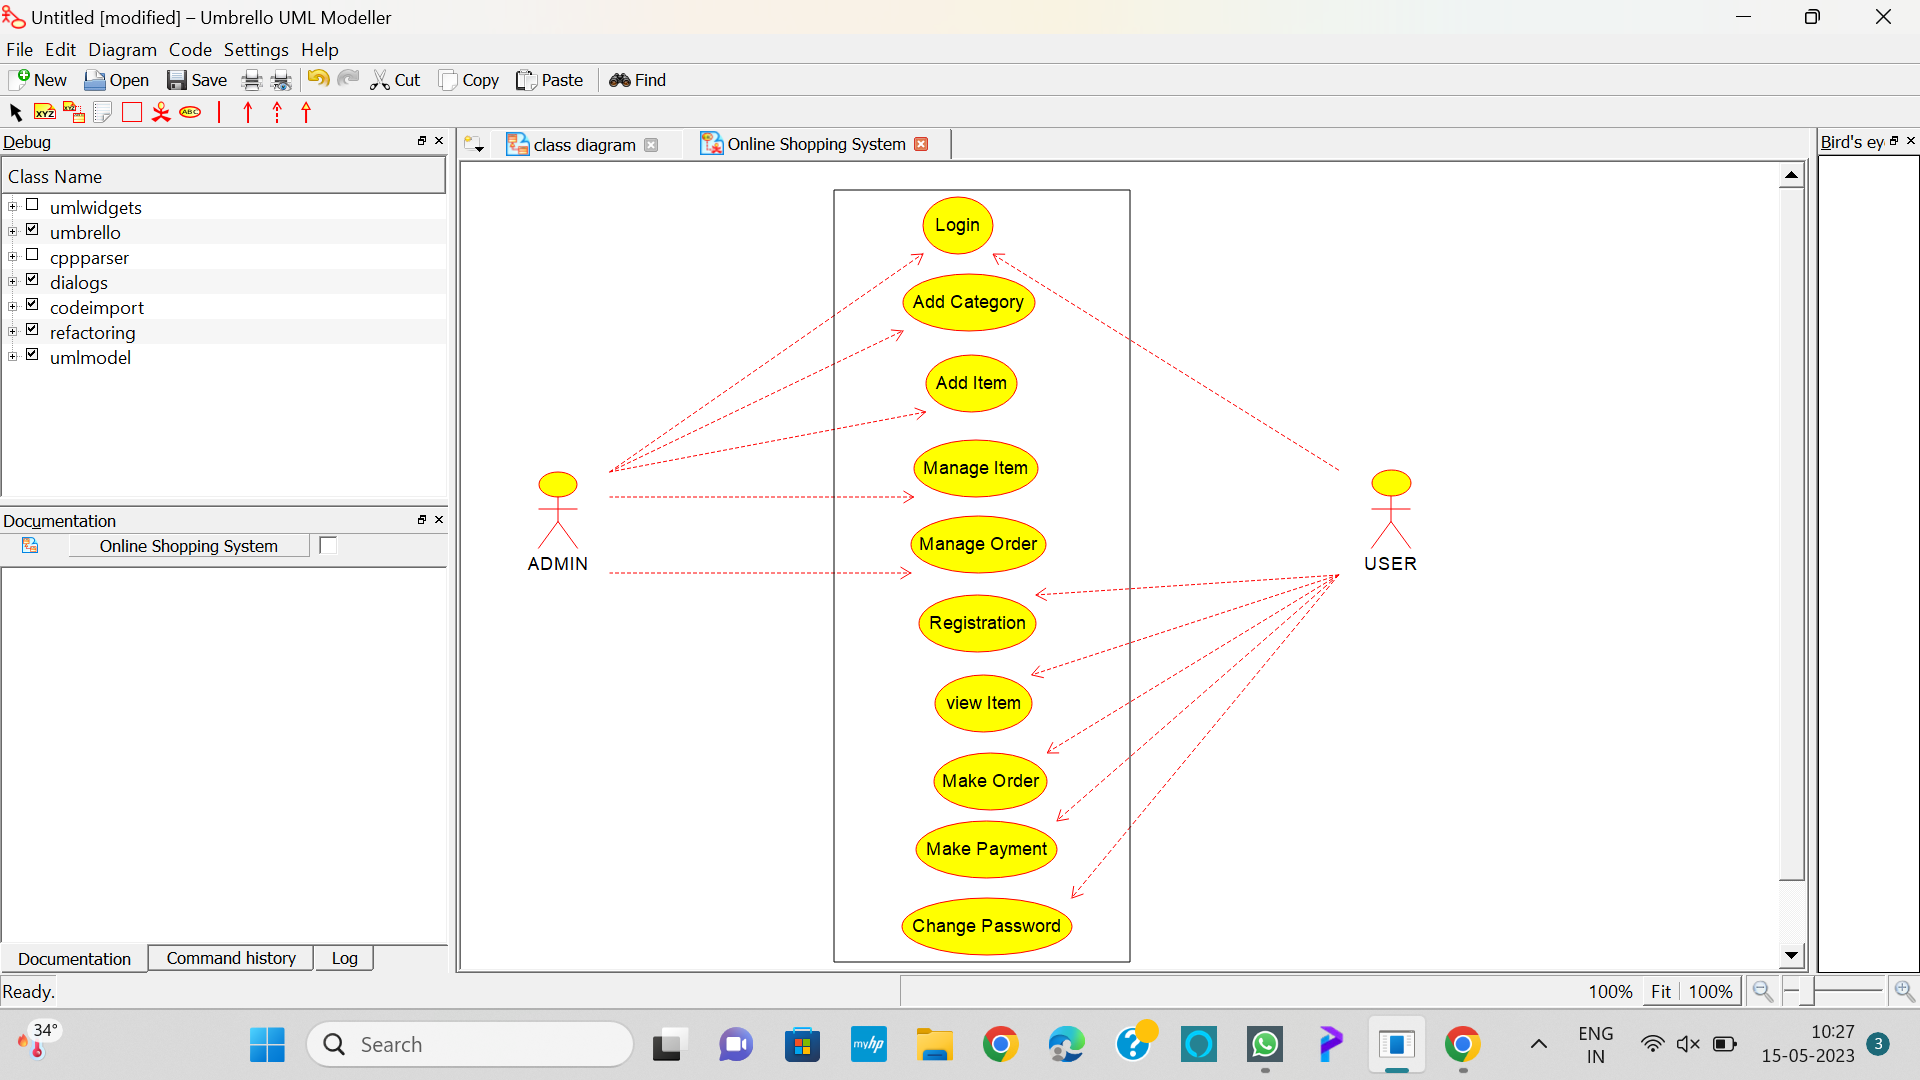 Untitled [modified] – Umbrello UML Modeller
File Edit Diagram Code Settings Help
New Open Save Cut Copy Paste Find
XYZ XYZ ABC
Debug
Class Name
umlwidgets
umbrello
cppparser
dialogs
codeimport
refactoring
umlmodel
Documentation
Online Shopping System
Documentation Command history Log
Ready.
class diagram Online Shopping System
Login
Add Category
Add Item
Manage Item
Manage Order
Registration
view Item
Make Order
Make Payment
Change Password
ADMIN
USER
Bird's ey
100% Fit 100%
34°
Search
myhp
ENG
IN
10:27
15-05-2023
3